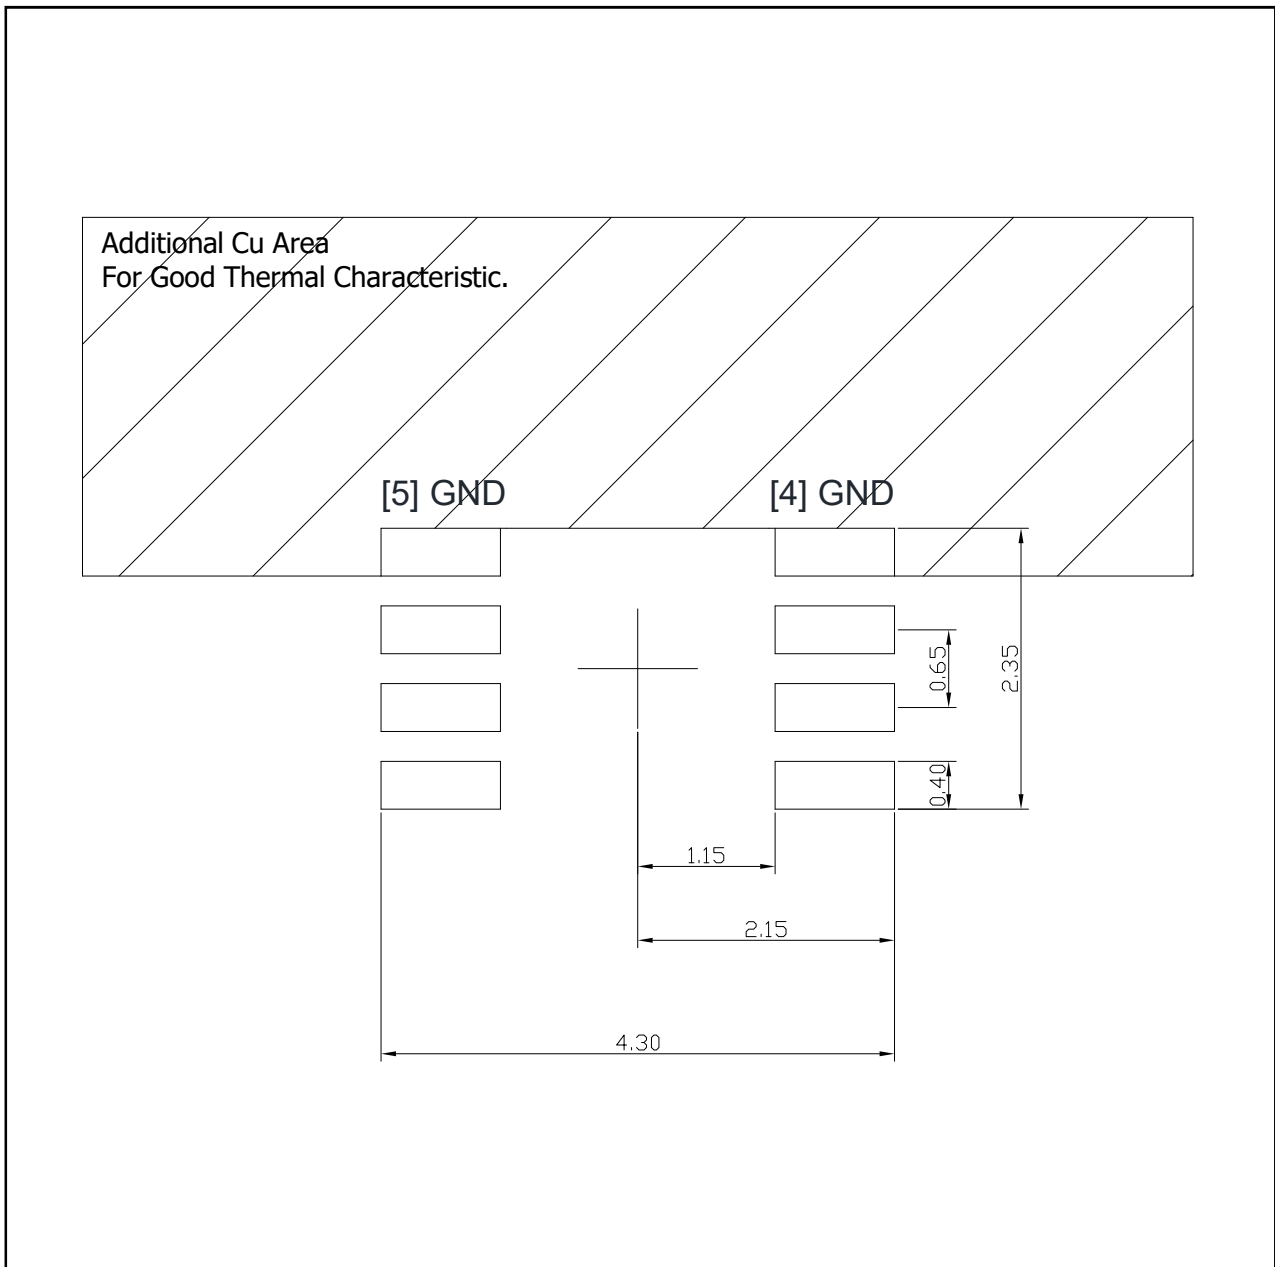 Additional Cu Area
For Good Thermal Characteristic.
[5] GND
[4] GND
0.65
2.35
0.40
1.15
2.15
4.30